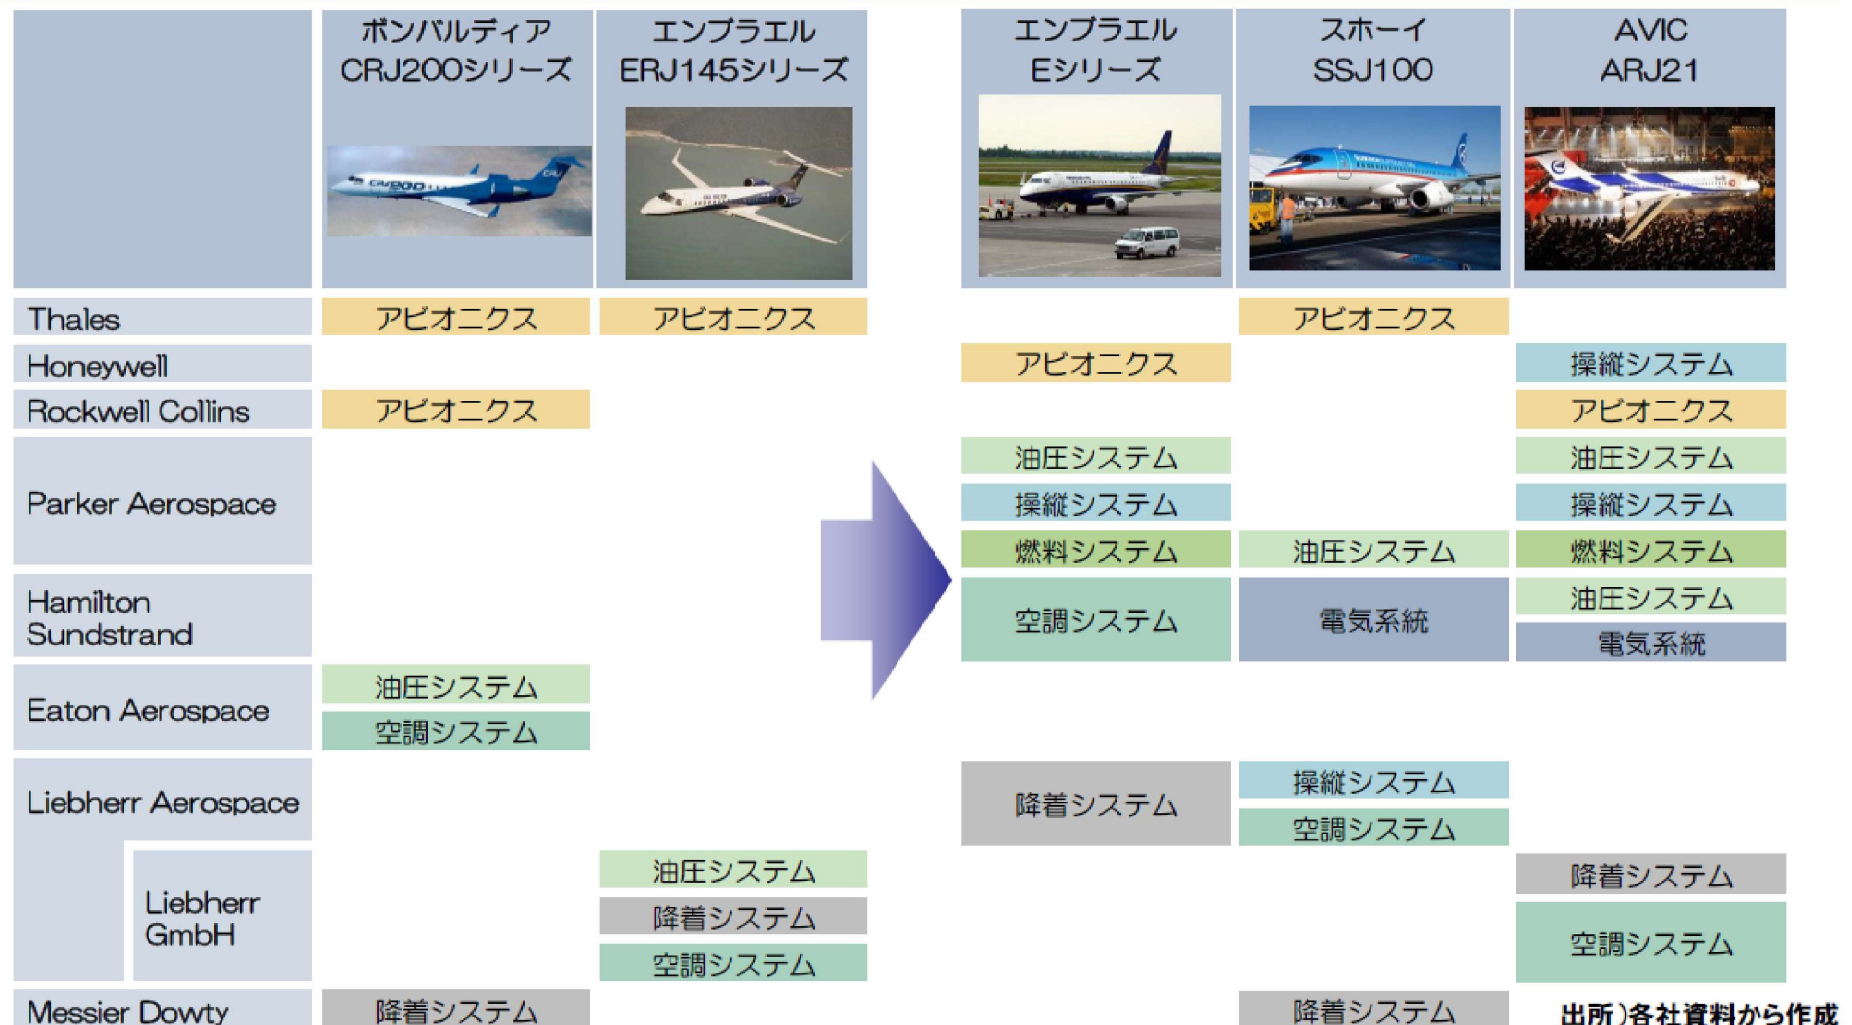 ボンバルディア
CRJ200シリーズ
エンブラエル
ERJ145シリーズ
エンブラエル
Eシリーズ
スホーイ
SSJ100
AVIC
ARJ21
CRJ200
Thales
アビオニクス
アビオニクス
アビオニクス
Honeywell
アビオニクス
操縦システム
Rockwell Collins
アビオニクス
アビオニクス
Parker Aerospace
油圧システム
油圧システム
操縦システム
操縦システム
燃料システム
油圧システム
燃料システム
Hamilton
Sundstrand
空調システム
電気系統
油圧システム
電気系統
Eaton Aerospace
油圧システム
空調システム
Liebherr Aerospace
降着システム
操縦システム
空調システム
Liebherr
GmbH
油圧システム
降着システム
空調システム
降着システム
空調システム
Messier Dowty
降着システム
降着システム
出所)各社資料から作成